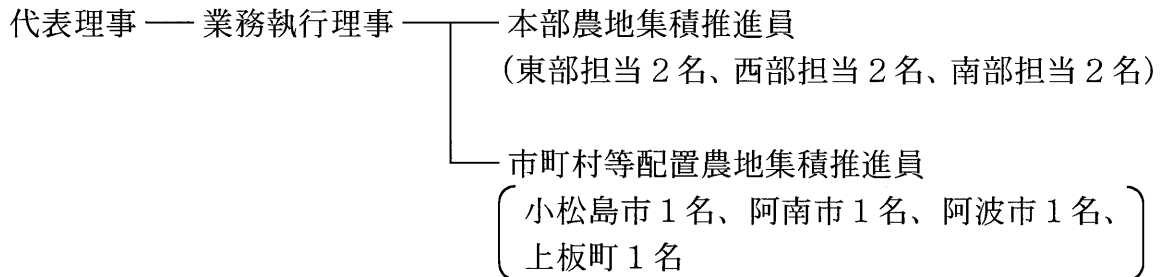 代表理事 ── 業務執行理事 ── 本部農地集積推進員
(東部担当2名、西部担当2名、南部担当2名)
市町村等配置農地集積推進員
小松島市1名、阿南市1名、阿波市1名、
上板町1名